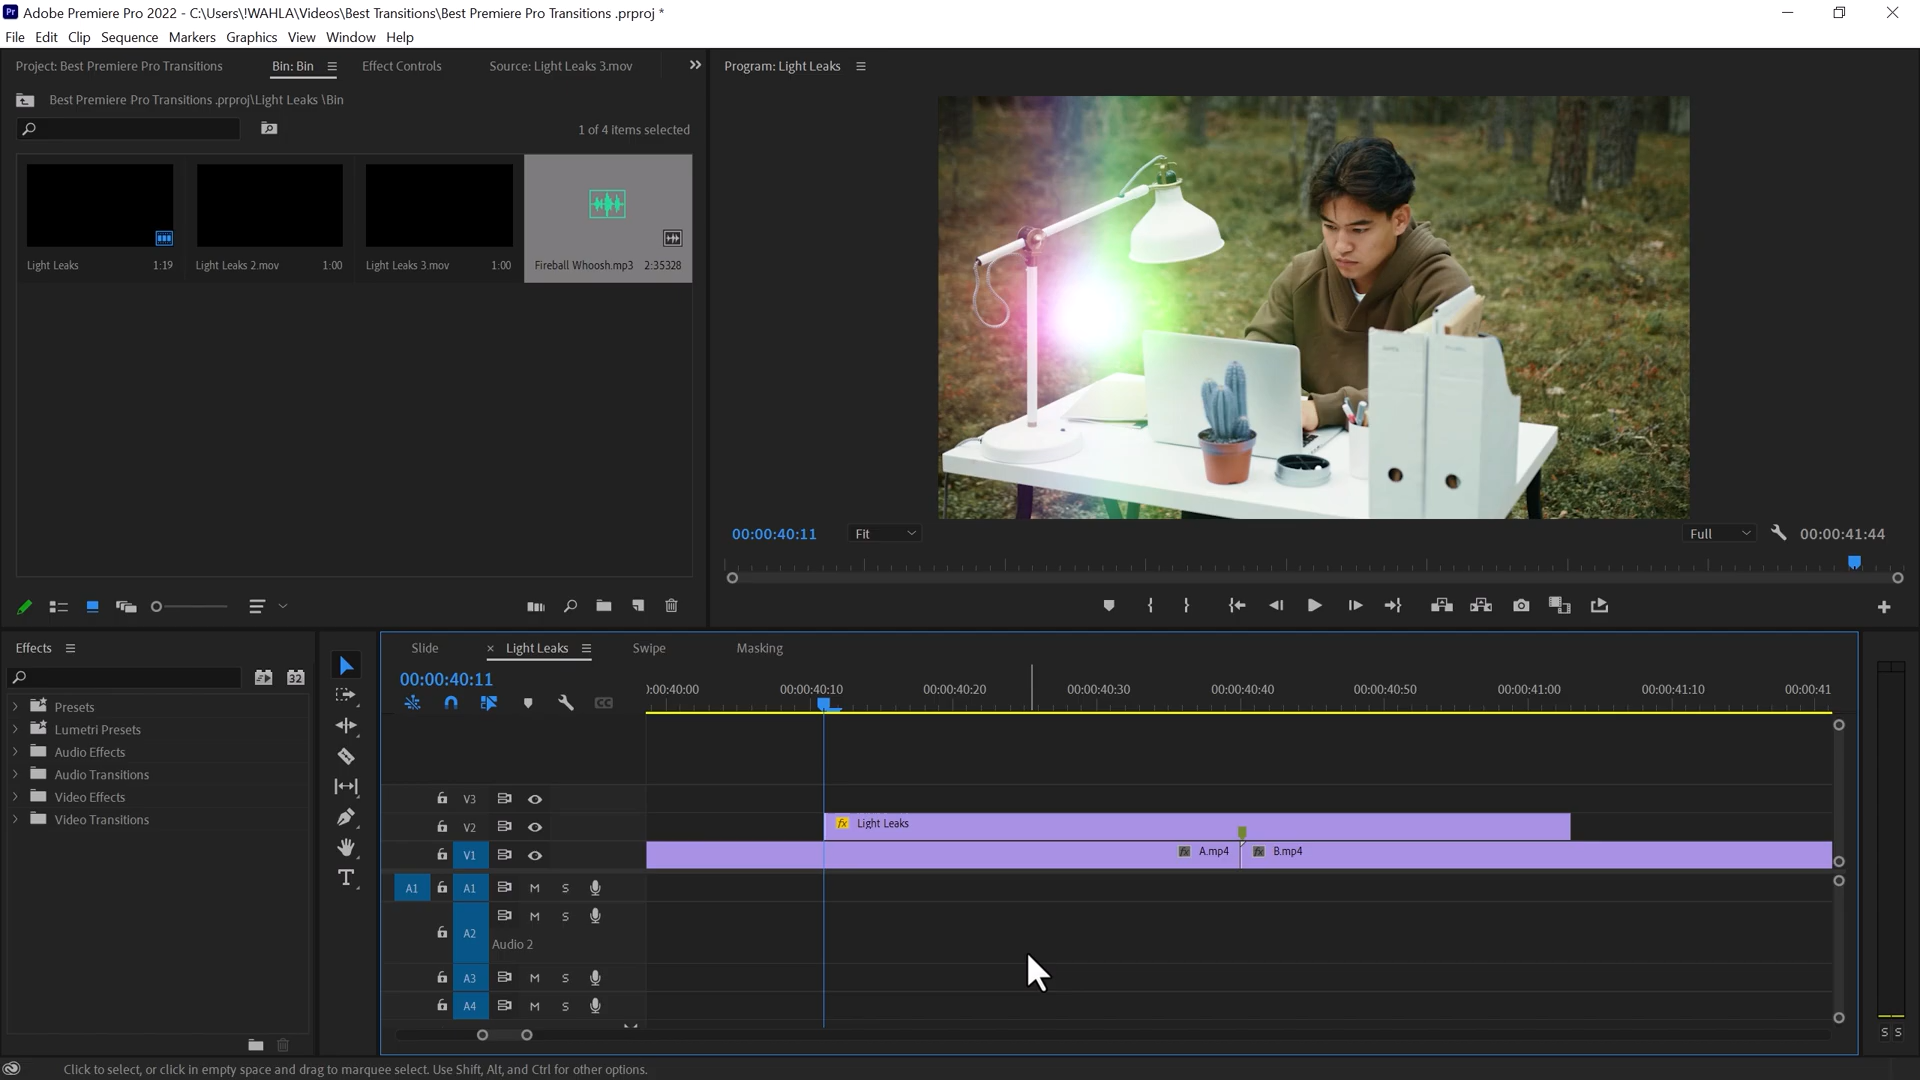 Pr Adobe Premiere Pro 2022 - C:\Users\!WAHLA\Videos\Best Transitions\Best Premiere Pro Transitions .prproj *
File Edit Clip Sequence Markers Graphics View Window Help
Project: Best Premiere Pro Transitions Bin: Bin Effect Controls Source: Light Leaks 3.mov
Program: Light Leaks
Best Premiere Pro Transitions .prproj\Light Leaks \Bin
1 of 4 items selected
Light Leaks 1:19 Light Leaks 2.mov 1:00 Light Leaks 3.mov 1:00 Fireball Whoosh.mp3 2:35328
00:00:40:11 Fit Full 00:00:41:44
Effects
32
Presets
Lumetri Presets
Audio Effects
Audio Transitions
Video Effects
Video Transitions
Slide × Light Leaks Swipe Masking
00:00:40:11
):00:40:00 00:00:40:10 00:00:40:20 00:00:40:30 00:00:40:40 00:00:40:50 00:00:41:00 00:00:41:10 00:00:41
CC
V3
V2 fx Light Leaks
V1 fx A.mp4 fx B.mp4
A1 A1 M S
A2 M S
Audio 2
A3 M S
A4 M S
S S
T
Click to select, or click in empty space and drag to marquee select. Use Shift, Alt, and Ctrl for other options.